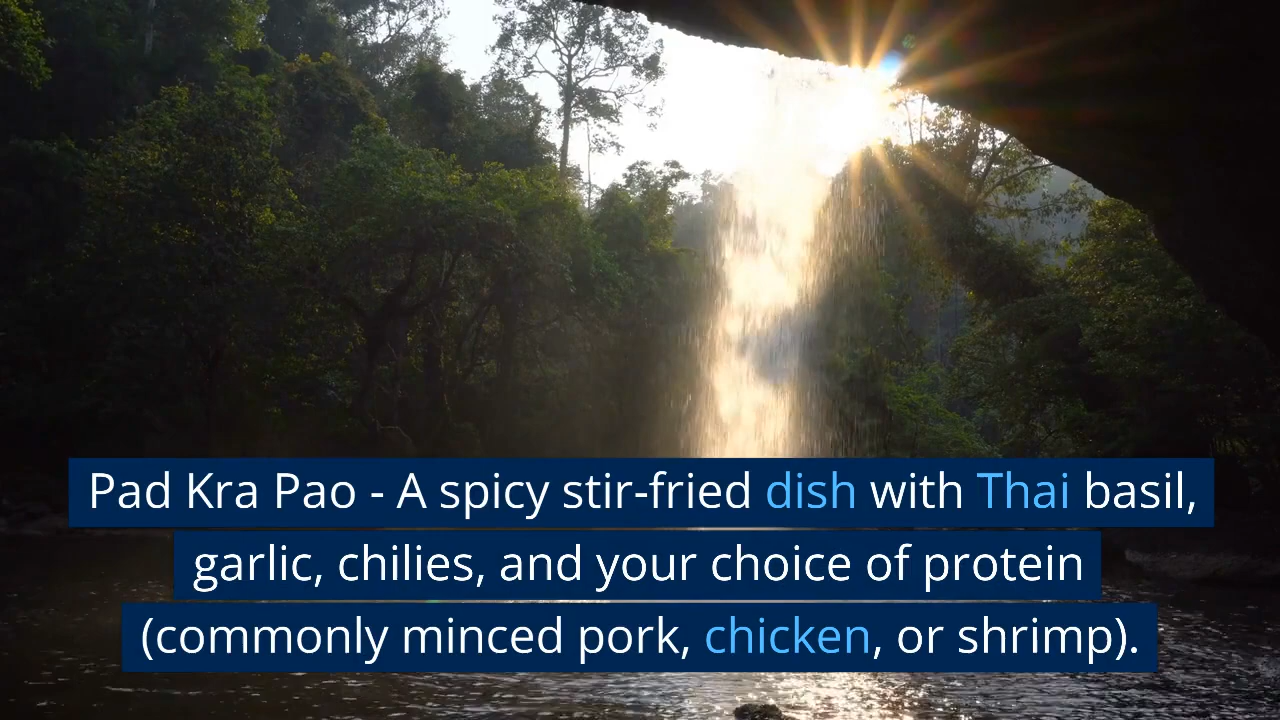 Pad Kra Pao - A spicy stir-fried dish with Thai basil,
garlic, chilies, and your choice of protein
(commonly minced pork, chicken, or shrimp).